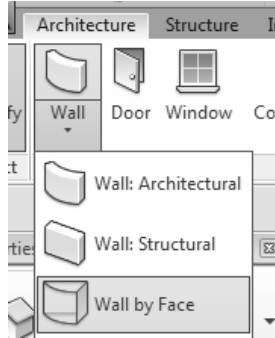 Architecture Structure
Wall Door Window
Wall: Architectural
Wall: Structural
Wall by Face